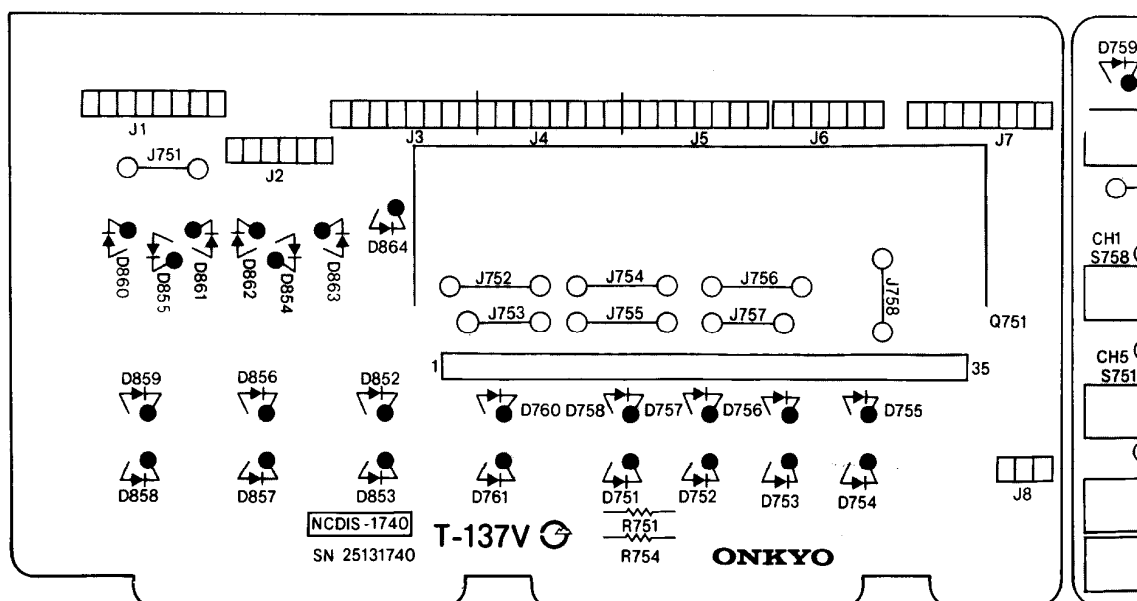 D759
J1
J3
J4
J5
J6
J7
J751
J2
D864
D860
D855
D861
D862
D854
D863
CH1
S758
J752
J754
J756
J758
J753
J755
J757
Q751
1
35
CH5
S751
D859
D856
D852
D760
D758
D757
D756
D755
D858
D857
D853
D761
D751
D752
D753
D754
J8
NCDIS-1740
T-137V
R751
SN 25131740
R754
ONKYO